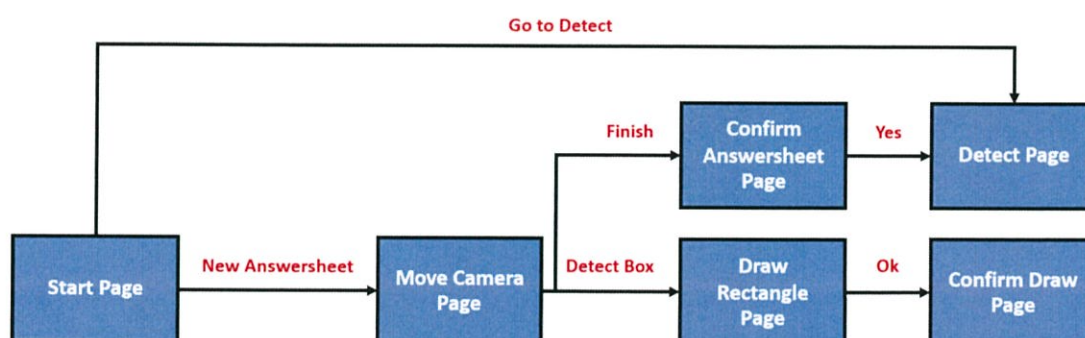 Go to Detect
Finish
Confirm
Answersheet
Page
Yes
Detect Page
Start Page
New Answersheet
Move Camera
Page
Detect Box
Draw
Rectangle
Page
Ok
Confirm Draw
Page